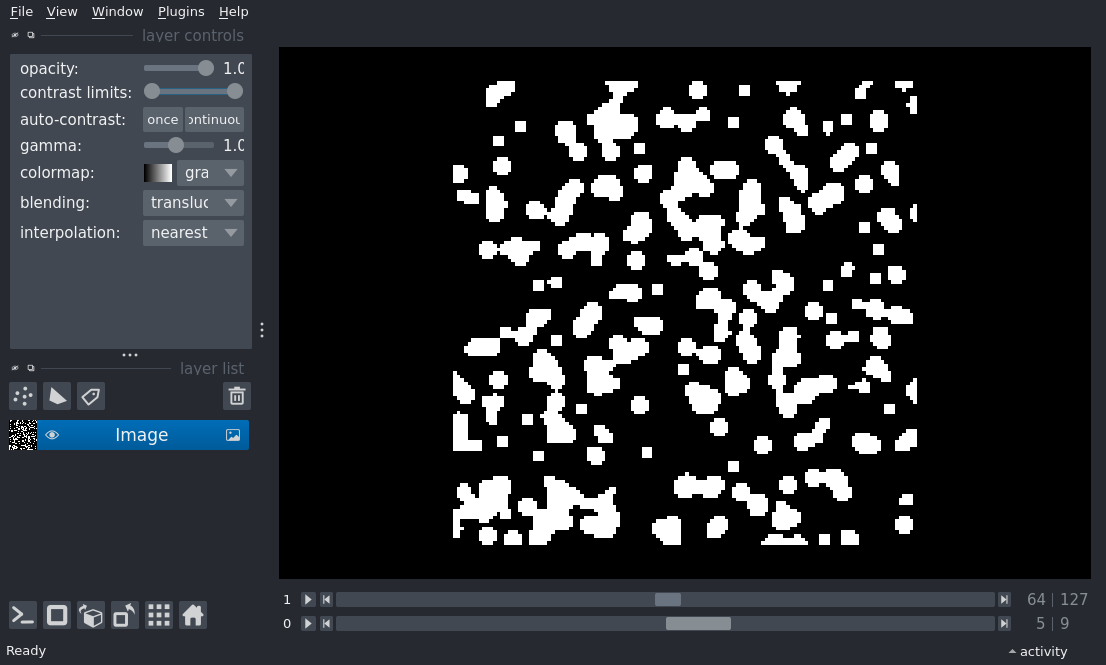 File View Window Plugins Help
layer controls
opacity: 1.0
contrast limits:
auto-contrast: once ontinuou
gamma: 1.0
colormap: gra
blending: transluc
interpolation: nearest
layer list
Image
1 64 | 127
0 5 | 9
Ready activity